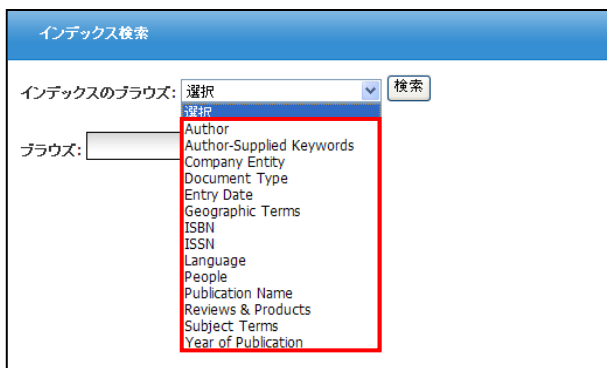 インデックス検索
インデックスのブラウズ: 選択 検索
選択
ブラウズ:
Author
Author-Supplied Keywords
Company Entity
Document Type
Entry Date
Geographic Terms
ISBN
ISSN
Language
People
Publication Name
Reviews & Products
Subject Terms
Year of Publication